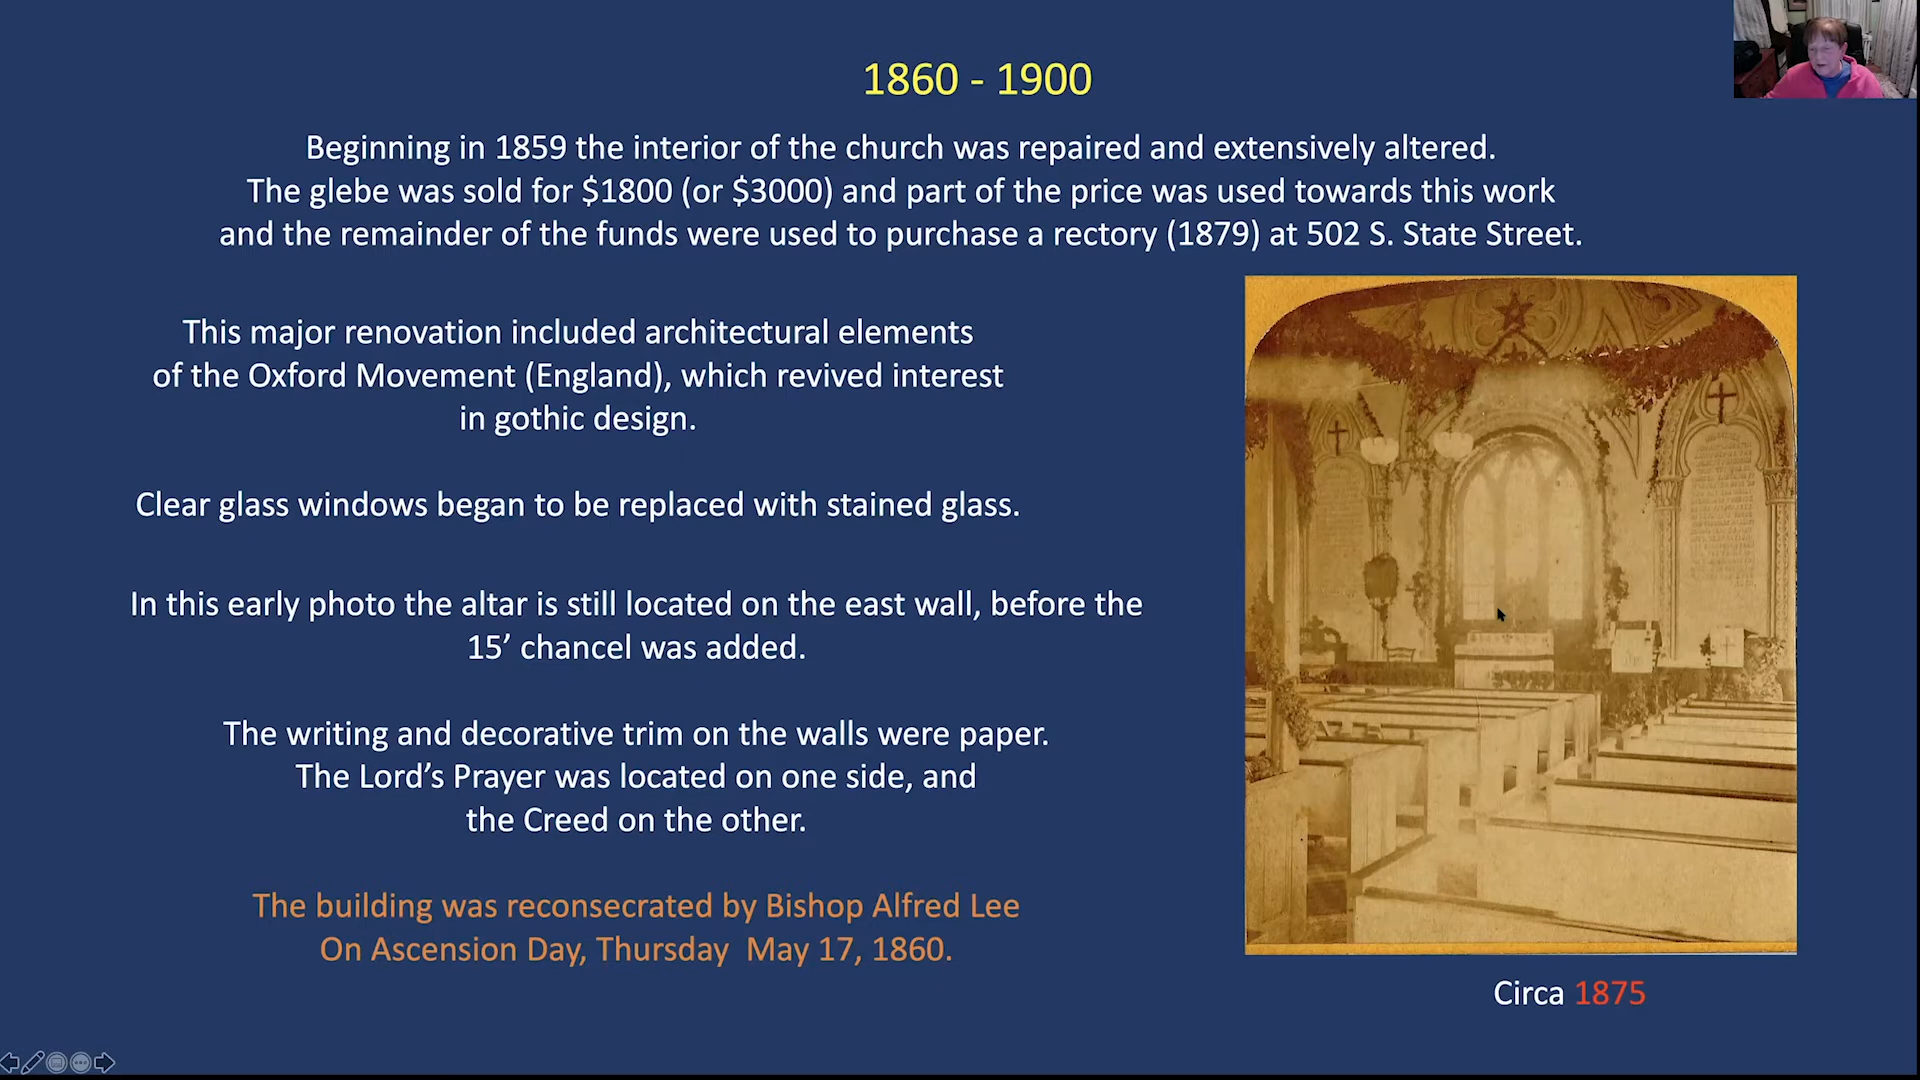 1860 - 1900
Beginning in 1859 the interior of the church was repaired and extensively altered.
The glebe was sold for $1800 (or $3000) and part of the price was used towards this work
and the remainder of the funds were used to purchase a rectory (1879) at 502 S. State Street.
This major renovation included architectural elements
of the Oxford Movement (England), which revived interest
in gothic design.
Clear glass windows began to be replaced with stained glass.
In this early photo the altar is still located on the east wall, before the
15’ chancel was added.
The writing and decorative trim on the walls were paper.
The Lord’s Prayer was located on one side, and
the Creed on the other.
The building was reconsecrated by Bishop Alfred Lee
On Ascension Day, Thursday  May 17, 1860.
Circa 1875